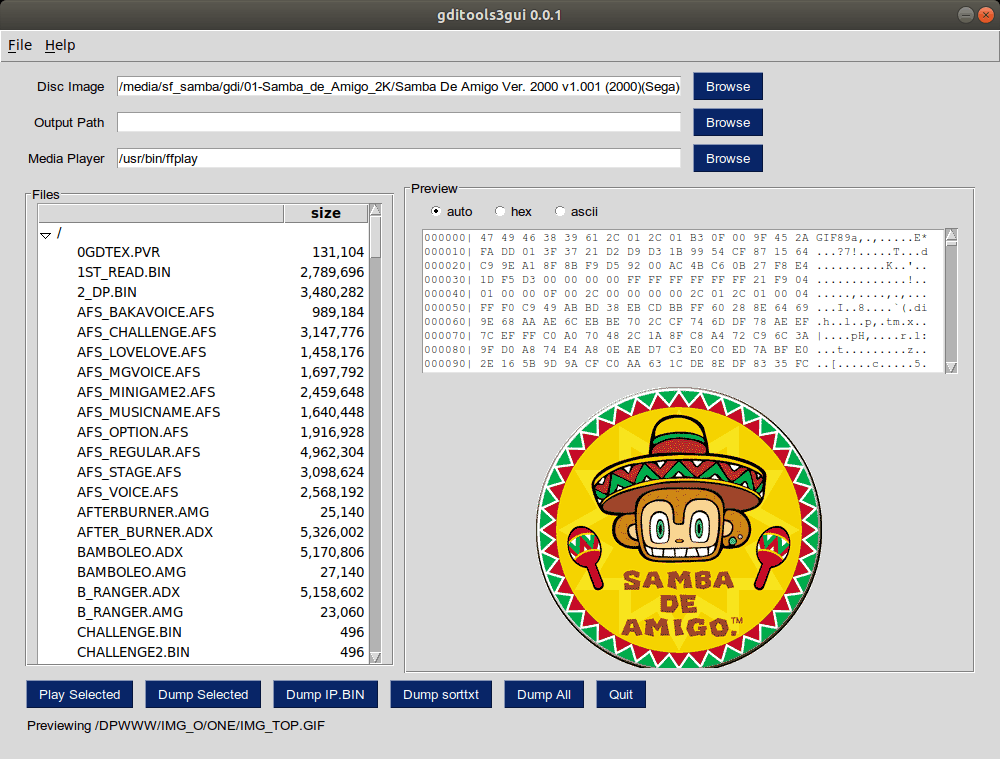 gditools3gui 0.0.1
File Help
Disc Image /media/sf_samba/gdi/01-Samba_de_Amigo_2K/Samba De Amigo Ver. 2000 v1.001 (2000)(Sega) Browse
Output Path Browse
Media Player /usr/bin/ffplay Browse
Files
size
/
0GDTEX.PVR 131,104
1ST_READ.BIN 2,789,696
2_DP.BIN 3,480,282
AFS_BAKAVOICE.AFS 989,184
AFS_CHALLENGE.AFS 3,147,776
AFS_LOVELOVE.AFS 1,458,176
AFS_MGVOICE.AFS 1,697,792
AFS_MINIGAME2.AFS 2,459,648
AFS_MUSICNAME.AFS 1,640,448
AFS_OPTION.AFS 1,916,928
AFS_REGULAR.AFS 4,962,304
AFS_STAGE.AFS 3,098,624
AFS_VOICE.AFS 2,568,192
AFTERBURNER.AMG 25,140
AFTER_BURNER.ADX 5,326,002
BAMBOLEO.ADX 5,170,806
BAMBOLEO.AMG 27,140
B_RANGER.ADX 5,158,602
B_RANGER.AMG 23,060
CHALLENGE.BIN 496
CHALLENGE2.BIN 496
Preview
auto hex ascii
000000| 47 49 46 38 39 61 2C 01 2C 01 B3 0F 00 9F 45 2A GIF89a,.,.....E*
000010| FA DD 01 3F 37 21 D2 D9 D3 1B 99 54 CF 87 15 64 ...?7!.....T...d
000020| C9 99 EA 18 8F 8B F9 D5 92 00 AC 4B C6 0B 27 F8 E4 ..........K..'..
000030| 1D F5 D3 00 00 00 00 FF FF FF FF FF FF 21 F9 04 .............!..
000040| 01 00 00 0F 00 2C 00 00 00 00 2C 01 2C 01 00 04 .....,....,.,...
000050| FF F0 C9 49 AB BD 38 EB CD BB FF 60 28 8E 64 69 ...I..8....`(.di
000060| 9E 68 AA AE 6C EB BE 70 2C CF 74 6D DF 78 AE EF .h..l..p,.tm.x..
000070| 7C EF FF C0 A0 70 48 2C 1A 8F C8 A4 72 C9 6C 3A |....pH,....r.l:
000080| 9F D0 A8 74 E4 A8 0E AE D7 C3 E0 C0 ED 7A BF E0 ...t.........z..
000090| 2E 16 5B 9D 9A CF C0 AA 63 1C DE 8E DF 83 35 FC ..[.....c.....5.
SAMBA
DE
AMIGO.™
Play Selected Dump Selected Dump IP.BIN Dump sorttxt Dump All Quit
Previewing /DPWWW/IMG_O/ONE/IMG_TOP.GIF